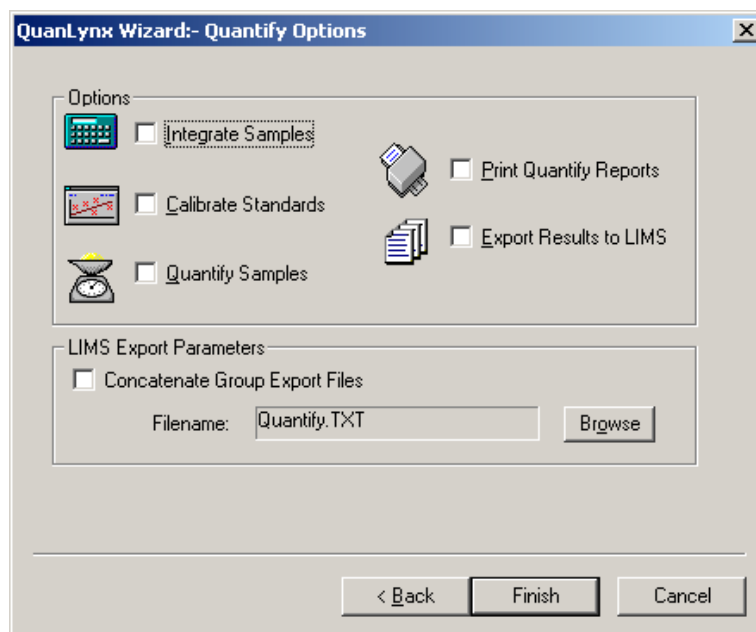 QuanLynx Wizard:- Quantify Options
Options
Integrate Samples
Calibrate Standards
Quantify Samples
Print Quantify Reports
Export Results to LIMS
LIMS Export Parameters
Concatenate Group Export Files
Filename: Quantify.TXT Browse
< Back Finish Cancel